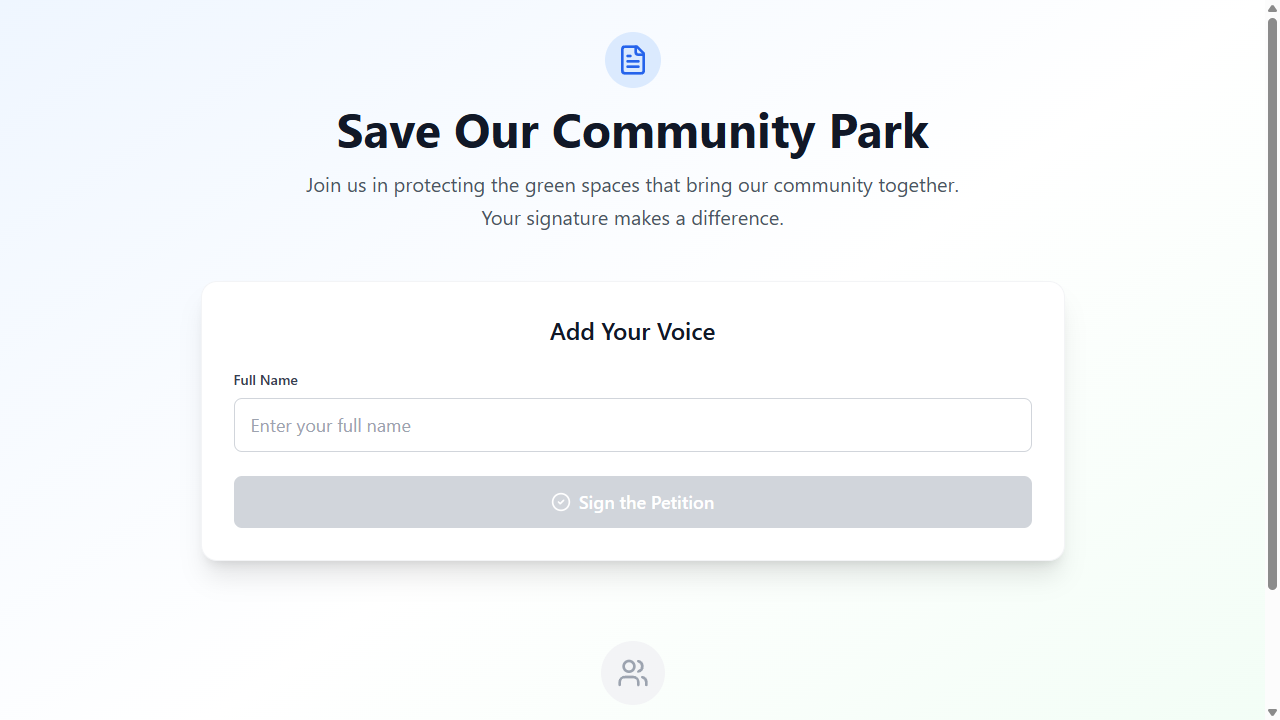 Save Our Community Park
Join us in protecting the green spaces that bring our community together.
Your signature makes a difference.
Add Your Voice
Full Name
Enter your full name
Sign the Petition